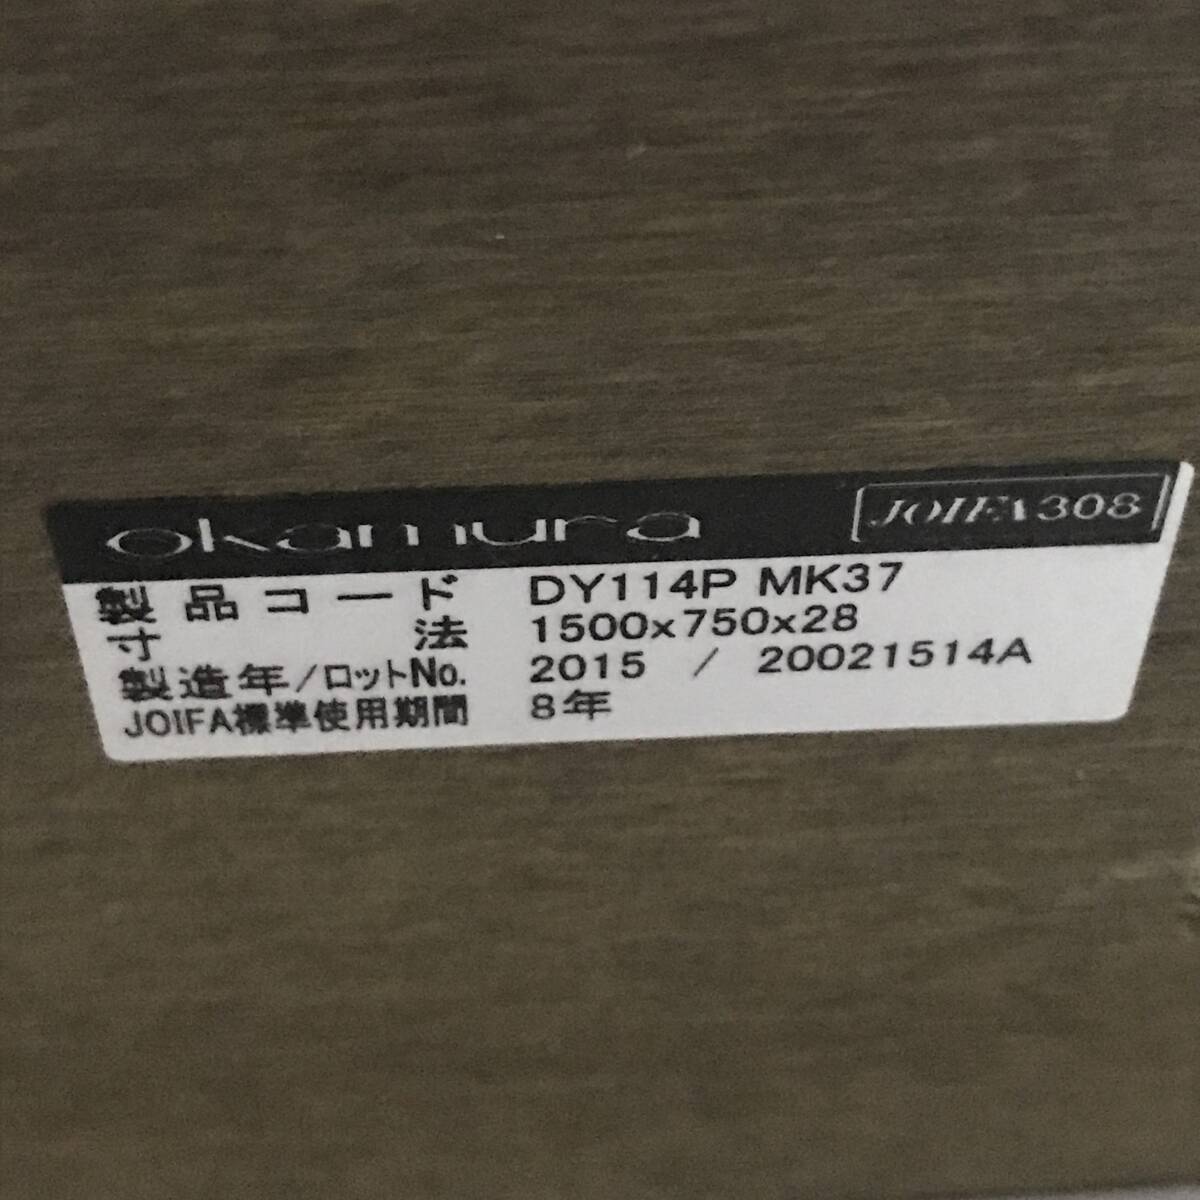 okamura JOIFA308
製品コード DY114P MK37
寸法 1500x750x28
製造年/ロットNo. 2015 / 20021514A
JOIFA標準使用期間 8年